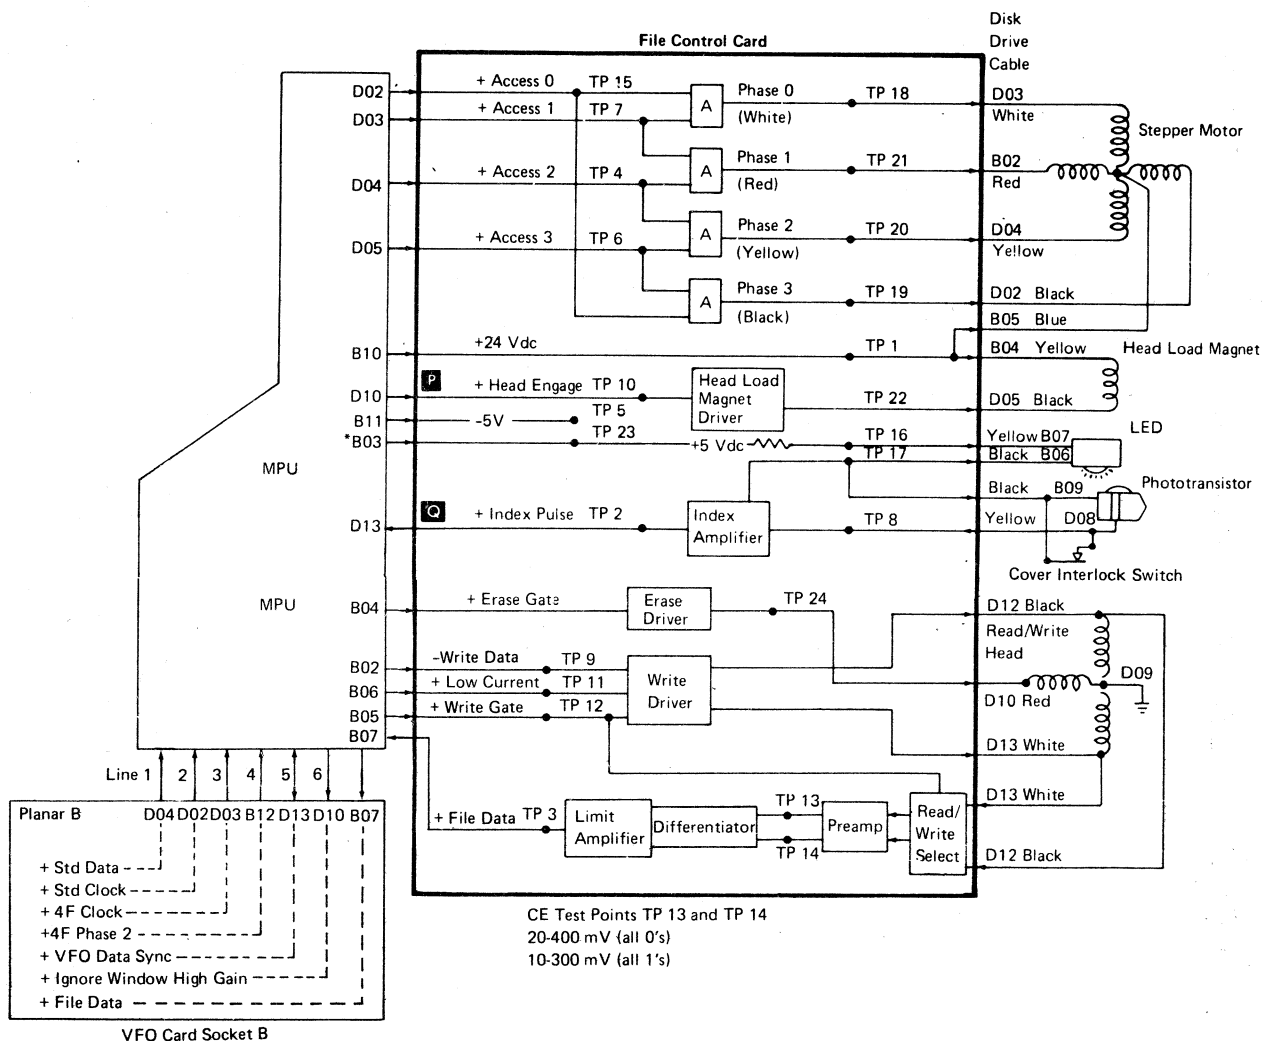 Disk
Drive
Cable
File Control Card
D02
+ Access 0
TP 15
A
Phase 0
(White)
TP 18
D03
White
D03
+ Access 1
TP 7
Stepper Motor
D04
+ Access 2
TP 4
A
Phase 1
(Red)
TP 21
B02
Red
D05
+ Access 3
TP 6
A
Phase 2
(Yellow)
TP 20
D04
Yellow
A
Phase 3
(Black)
TP 19
D02 Black
B05 Blue
B10
+24 Vdc
TP 1
B04 Yellow
Head Load Magnet
P
D10
+ Head Engage TP 10
Head Load
Magnet
Driver
TP 22
D05 Black
B11
-5V
TP 5
*B03
TP 23
+5 Vdc
TP 16
Yellow B07
LED
TP 17
Black B06
MPU
Black B09
Phototransistor
Q
D13
+ Index Pulse TP 2
Index
Amplifier
TP 8
Yellow D08
Cover Interlock Switch
MPU
B04
+ Erase Gate
Erase
Driver
TP 24
D12 Black
Read/Write
Head
B02
-Write Data TP 9
B06
+ Low Current TP 11
Write
Driver
D09
D10 Red
B05
+ Write Gate TP 12
B07
D13 White
Line 1 2 3 4 5 6
D13 White
Planar B D04 D02 D03 B12 D13 D10 B07
+ File Data TP 3
Limit
Amplifier
Differentiator
TP 13
TP 14
Preamp
Read/
Write
Select
D12 Black
+ Std Data
+ Std Clock
+ 4F Clock
+4F Phase 2
+ VFO Data Sync
+ Ignore Window High Gain
+ File Data
VFO Card Socket B
CE Test Points TP 13 and TP 14
20-400 mV (all 0's)
10-300 mV (all 1's)